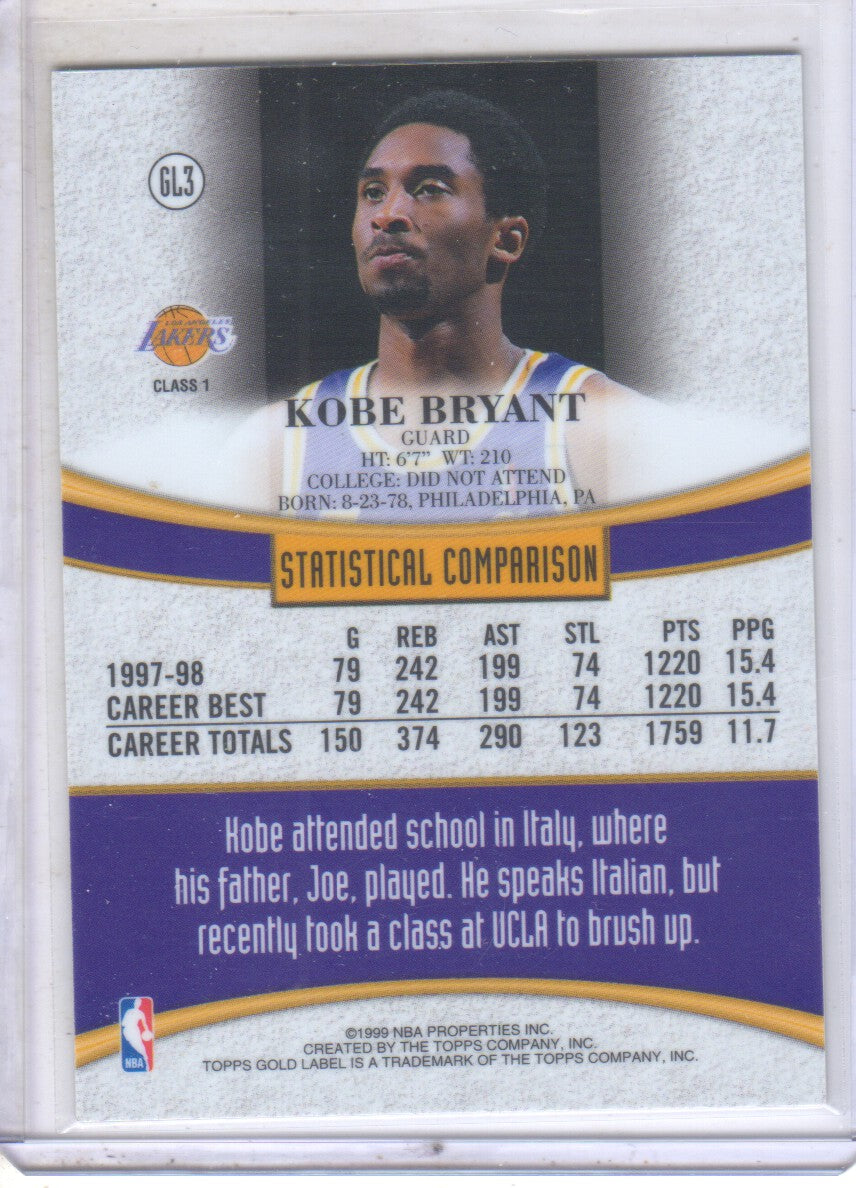 GL3
LOS ANGELES
LAKERS
CLASS 1
KOBE BRYANT
GUARD
HT: 6'7" WT: 210
COLLEGE: DID NOT ATTEND
BORN: 8-23-78, PHILADELPHIA, PA
STATISTICAL COMPARISON
G REB AST STL PTS PPG
1997-98 79 242 199 74 1220 15.4
CAREER BEST 79 242 199 74 1220 15.4
CAREER TOTALS 150 374 290 123 1759 11.7
Kobe attended school in Italy, where
his father, Joe, played. He speaks Italian, but
recently took a class at UCLA to brush up.
NBA
©1999 NBA PROPERTIES INC.
CREATED BY THE TOPPS COMPANY, INC.
TOPPS GOLD LABEL IS A TRADEMARK OF THE TOPPS COMPANY, INC.